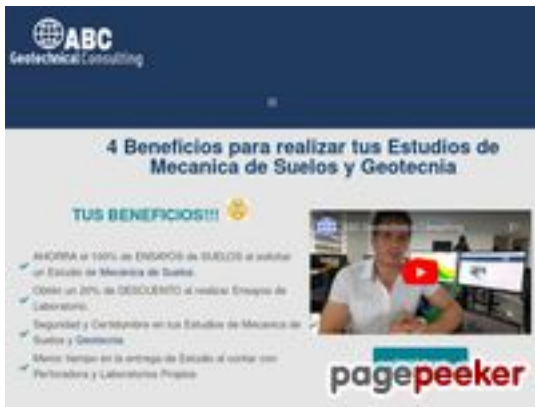 ABC
Geotechnical Consulting
4 Beneficios para realizar tus Estudios de
Mecanica de Suelos y Geotecnia
TUS BENEFICIOS!!!
AHORRA el 100% de ENSAYOS de SUELOS al solicitar
un Estudio de Mecánica de Suelos.
Obtén un 20% de DESCUENTO al realizar Ensayos de
Laboratorio.
Seguridad y Certidumbre en tus Estudios de Mecanica de
Suelos y Geotecnia
Menor tiempo en la entrega de Estudio al contar con
Perforadora y Laboratorios Propios
pagepeeker